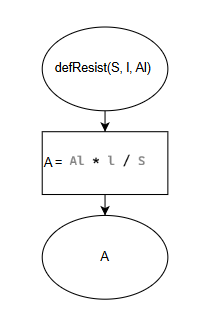 defResist(S, l, Al)
A = Al * l / S
A